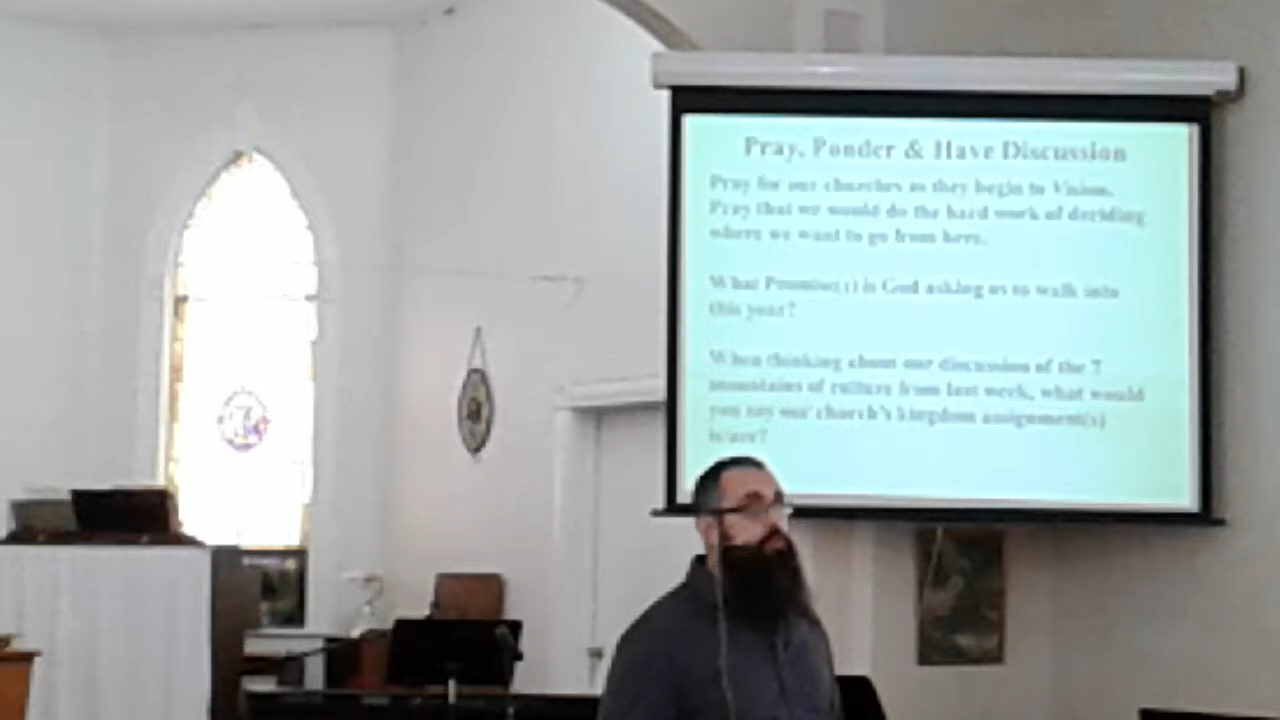 Pray, Ponder & Have Discussion
Pray for our churches as they begin to Vision.
Pray that we would do the hard work of deciding
where we want to go from here.
What Promise(s) is God asking us to walk into
this year?
When thinking about our discussion of the 7
mountains of culture from last week, what would
you say our church's kingdom assignment(s)
is/are?